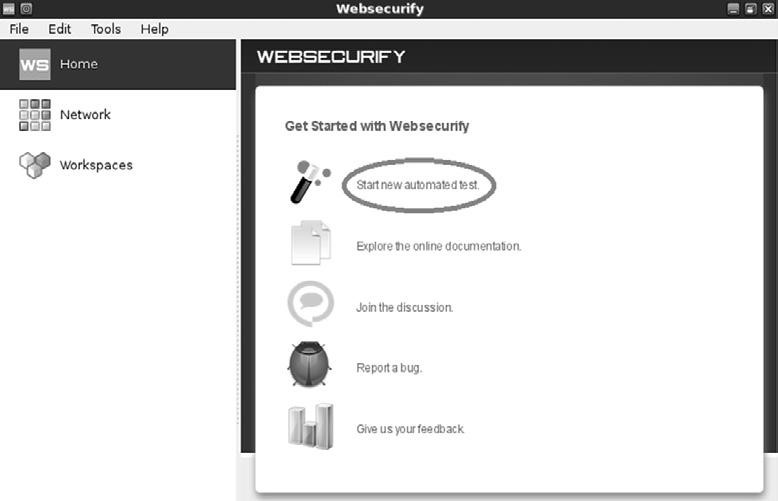 Websecurify
File Edit Tools Help
WS Home
Network
Workspaces
WEBSECURIFY
Get Started with Websecurify
Start new automated test.
Explore the online documentation.
Join the discussion.
Report a bug.
Give us your feedback.